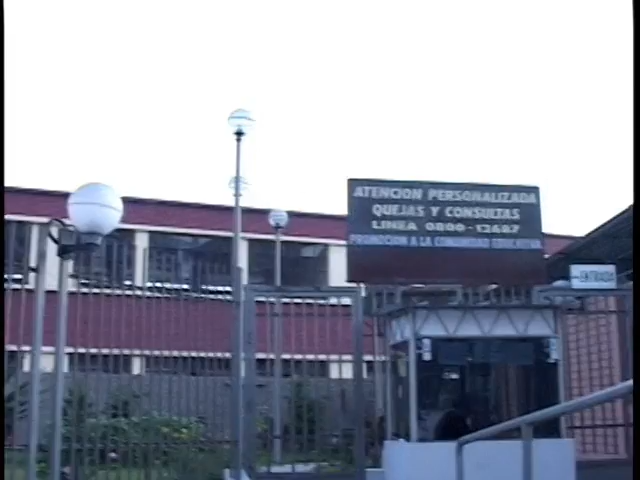 ATENCION PERSONALIZADA
QUEJAS Y CONSULTAS
LINEA 0800-12687
PROMOCION A LA COMUNIDAD EDUCATIVA
ENTRADA